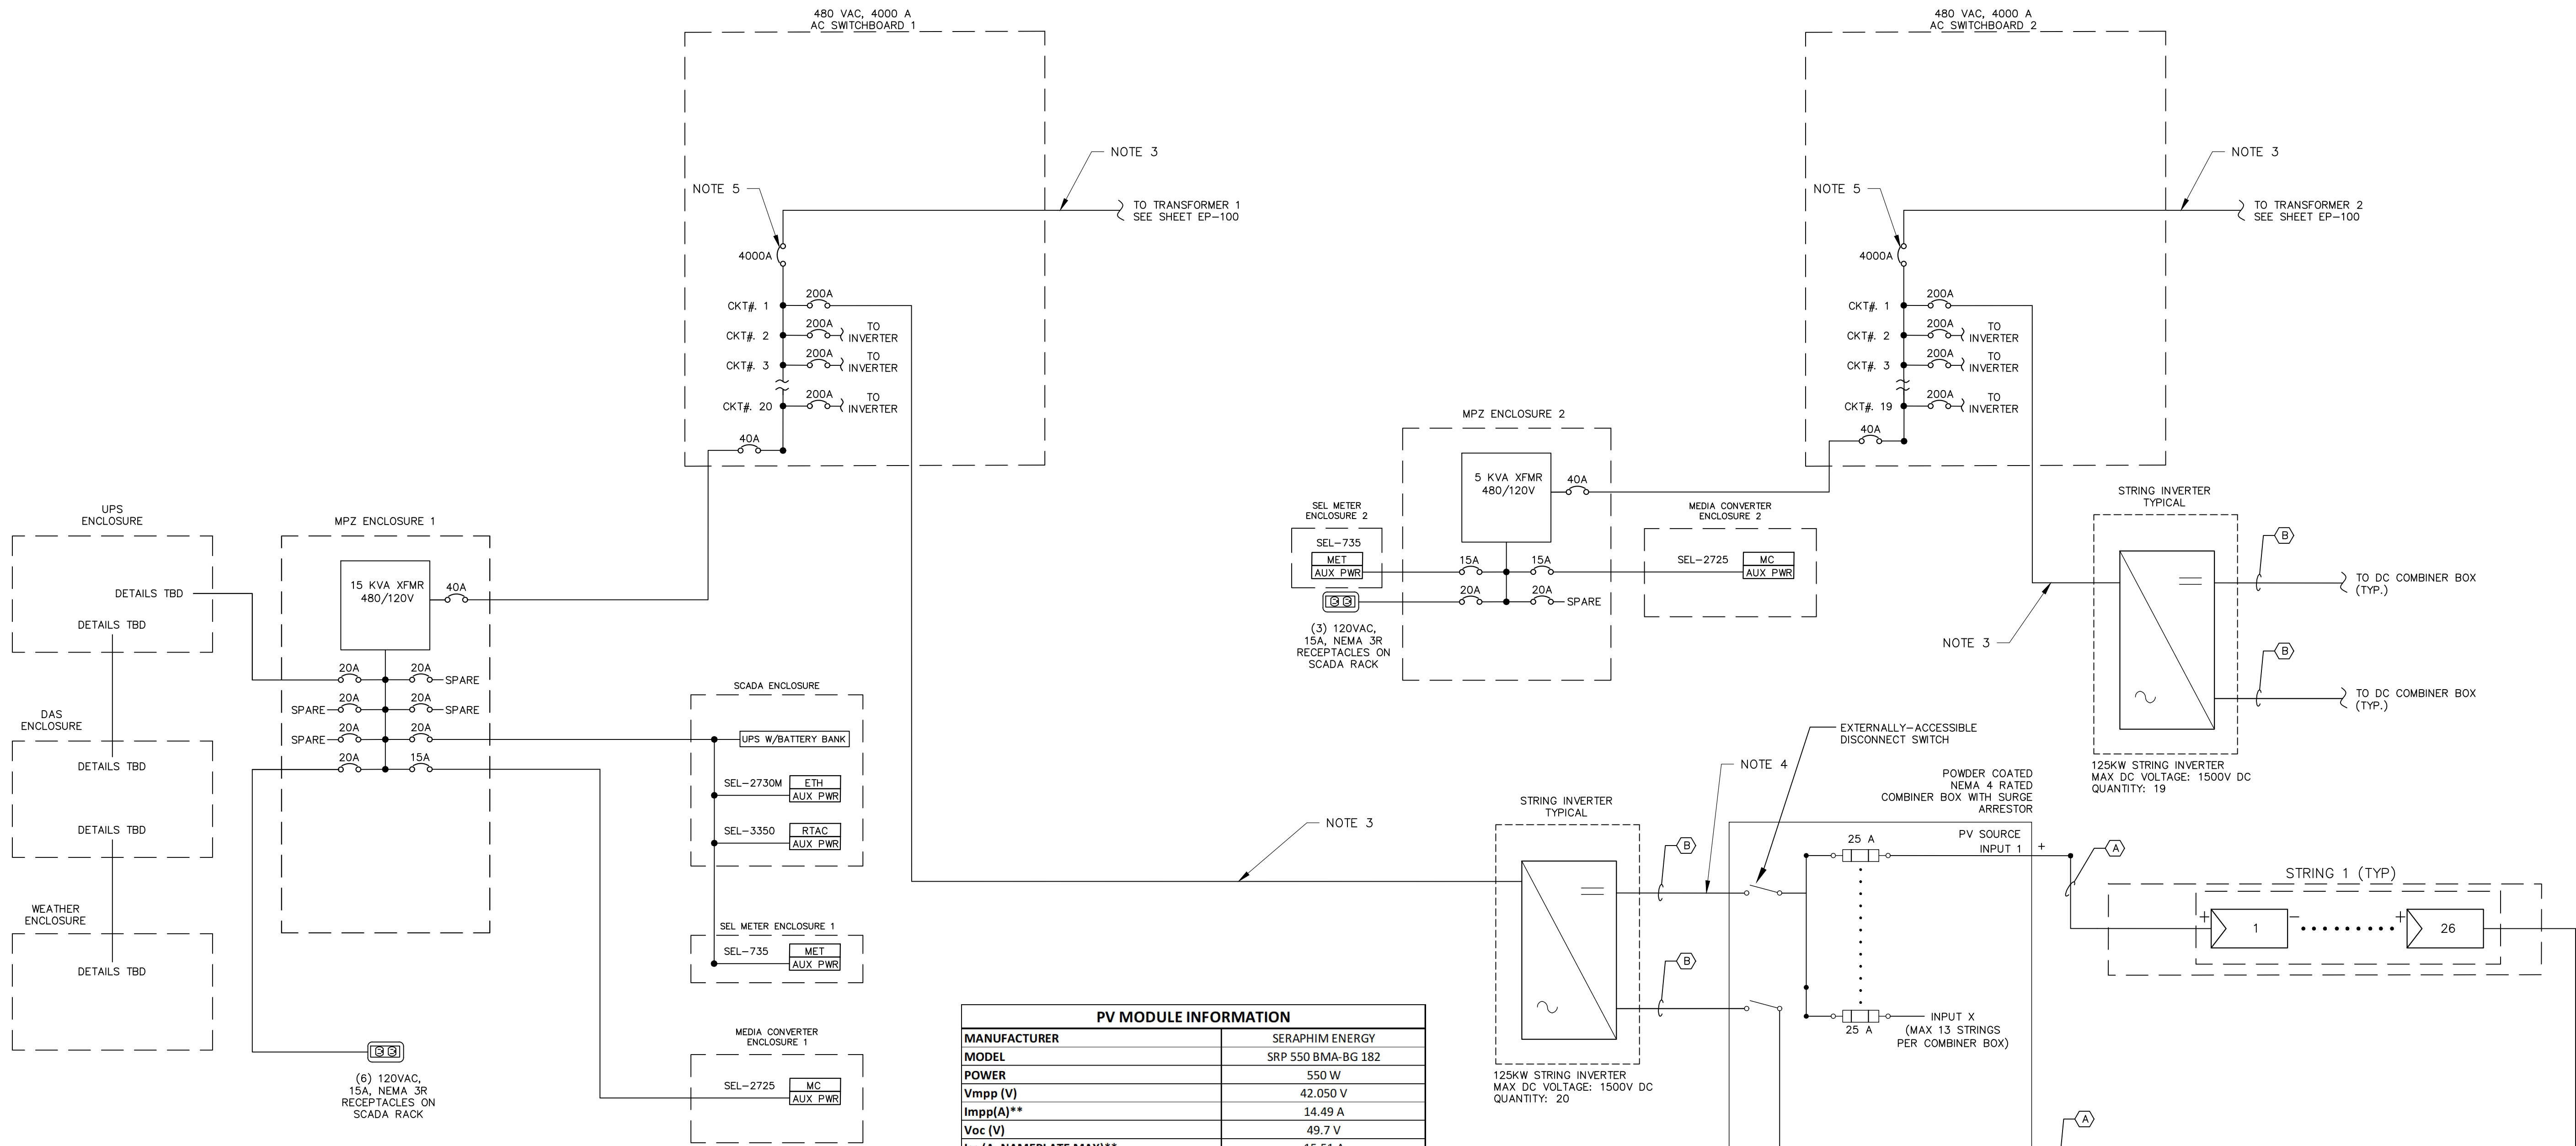 480 VAC, 4000 A
AC SWITCHBOARD 1
NOTE 3
NOTE 5
TO TRANSFORMER 1
SEE SHEET EP-100
4000A
CKT#. 1
200A
CKT#. 2
200A
TO
INVERTER
CKT#. 3
200A
TO
INVERTER
CKT#. 20
200A
TO
INVERTER
40A
480 VAC, 4000 A
AC SWITCHBOARD 2
NOTE 3
NOTE 5
TO TRANSFORMER 2
SEE SHEET EP-100
4000A
CKT#. 1
200A
CKT#. 2
200A
TO
INVERTER
CKT#. 3
200A
TO
INVERTER
CKT#. 19
200A
TO
INVERTER
40A
UPS
ENCLOSURE
DETAILS TBD
DETAILS TBD
DAS
ENCLOSURE
DETAILS TBD
DETAILS TBD
WEATHER
ENCLOSURE
DETAILS TBD
MPZ ENCLOSURE 1
15 KVA XFMR
480/120V
40A
20A
20A
SPARE
SPARE
20A
20A
SPARE
SPARE
20A
20A
20A
15A
(6) 120VAC,
15A, NEMA 3R
RECEPTACLES ON
SCADA RACK
SCADA ENCLOSURE
UPS W/BATTERY BANK
SEL-2730M
ETH
AUX PWR
SEL-3350
RTAC
AUX PWR
SEL METER ENCLOSURE 1
SEL-735
MET
AUX PWR
MEDIA CONVERTER
ENCLOSURE 1
SEL-2725
MC
AUX PWR
MPZ ENCLOSURE 2
5 KVA XFMR
480/120V
40A
SEL METER
ENCLOSURE 2
SEL-735
MET
AUX PWR
15A
15A
20A
20A
SPARE
(3) 120VAC,
15A, NEMA 3R
RECEPTACLES ON
SCADA RACK
MEDIA CONVERTER
ENCLOSURE 2
SEL-2725
MC
AUX PWR
STRING INVERTER
TYPICAL
B
TO DC COMBINER BOX
(TYP.)
B
TO DC COMBINER BOX
(TYP.)
NOTE 3
125KW STRING INVERTER
MAX DC VOLTAGE: 1500V DC
QUANTITY: 19
NOTE 3
STRING INVERTER
TYPICAL
B
B
NOTE 4
EXTERNALLY-ACCESSIBLE
DISCONNECT SWITCH
125KW STRING INVERTER
MAX DC VOLTAGE: 1500V DC
QUANTITY: 20
POWDER COATED
NEMA 4 RATED
COMBINER BOX WITH SURGE
ARRESTOR
25 A
PV SOURCE
INPUT 1
+
25 A
INPUT X
(MAX 13 STRINGS
PER COMBINER BOX)
A
STRING 1 (TYP)
+
1
-
+
26
A
PV MODULE INFORMATION
MANUFACTURER SERAPHIM ENERGY
MODEL SRP 550 BMA-BG 182
POWER 550 W
Vmpp (V) 42.050 V
Impp(A)** 14.49 A
Voc (V) 49.7 V